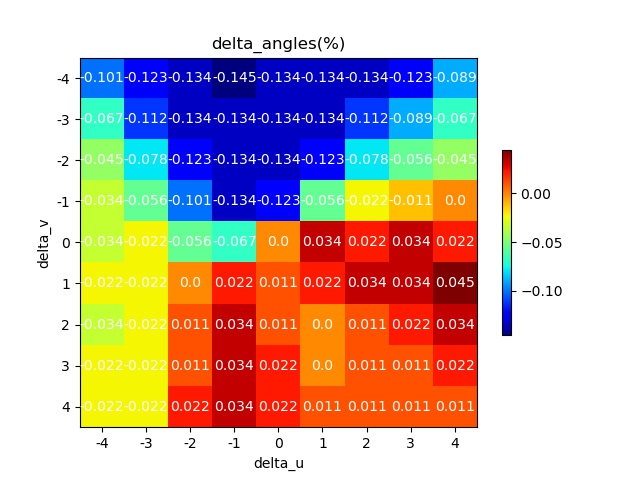 delta_angles(%)
-4 -0.101 -0.123 -0.134 -0.145 -0.134 -0.134 -0.134 -0.123 -0.089
-3 -0.067 -0.112 -0.134 -0.134 -0.134 -0.134 -0.112 -0.089 -0.067
-2 -0.045 -0.078 -0.123 -0.134 -0.134 -0.123 -0.078 -0.056 -0.045
-1 -0.034 -0.056 -0.101 -0.134 -0.123 -0.056 -0.022 -0.011 0.0
0 -0.034 -0.022 -0.056 -0.067 0.0 0.034 0.022 0.034 0.022
1 -0.022 -0.022 0.0 0.022 0.011 0.022 0.034 0.034 0.045
2 -0.034 -0.022 0.011 0.034 0.011 0.0 0.011 0.022 0.034
3 -0.022 -0.022 0.011 0.034 0.022 0.0 0.011 0.011 0.022
4 -0.022 -0.022 0.022 0.034 0.022 0.011 0.011 0.011 0.011
-4 -3 -2 -1 0 1 2 3 4
delta_u
delta_v
0.00
−0.05
−0.10